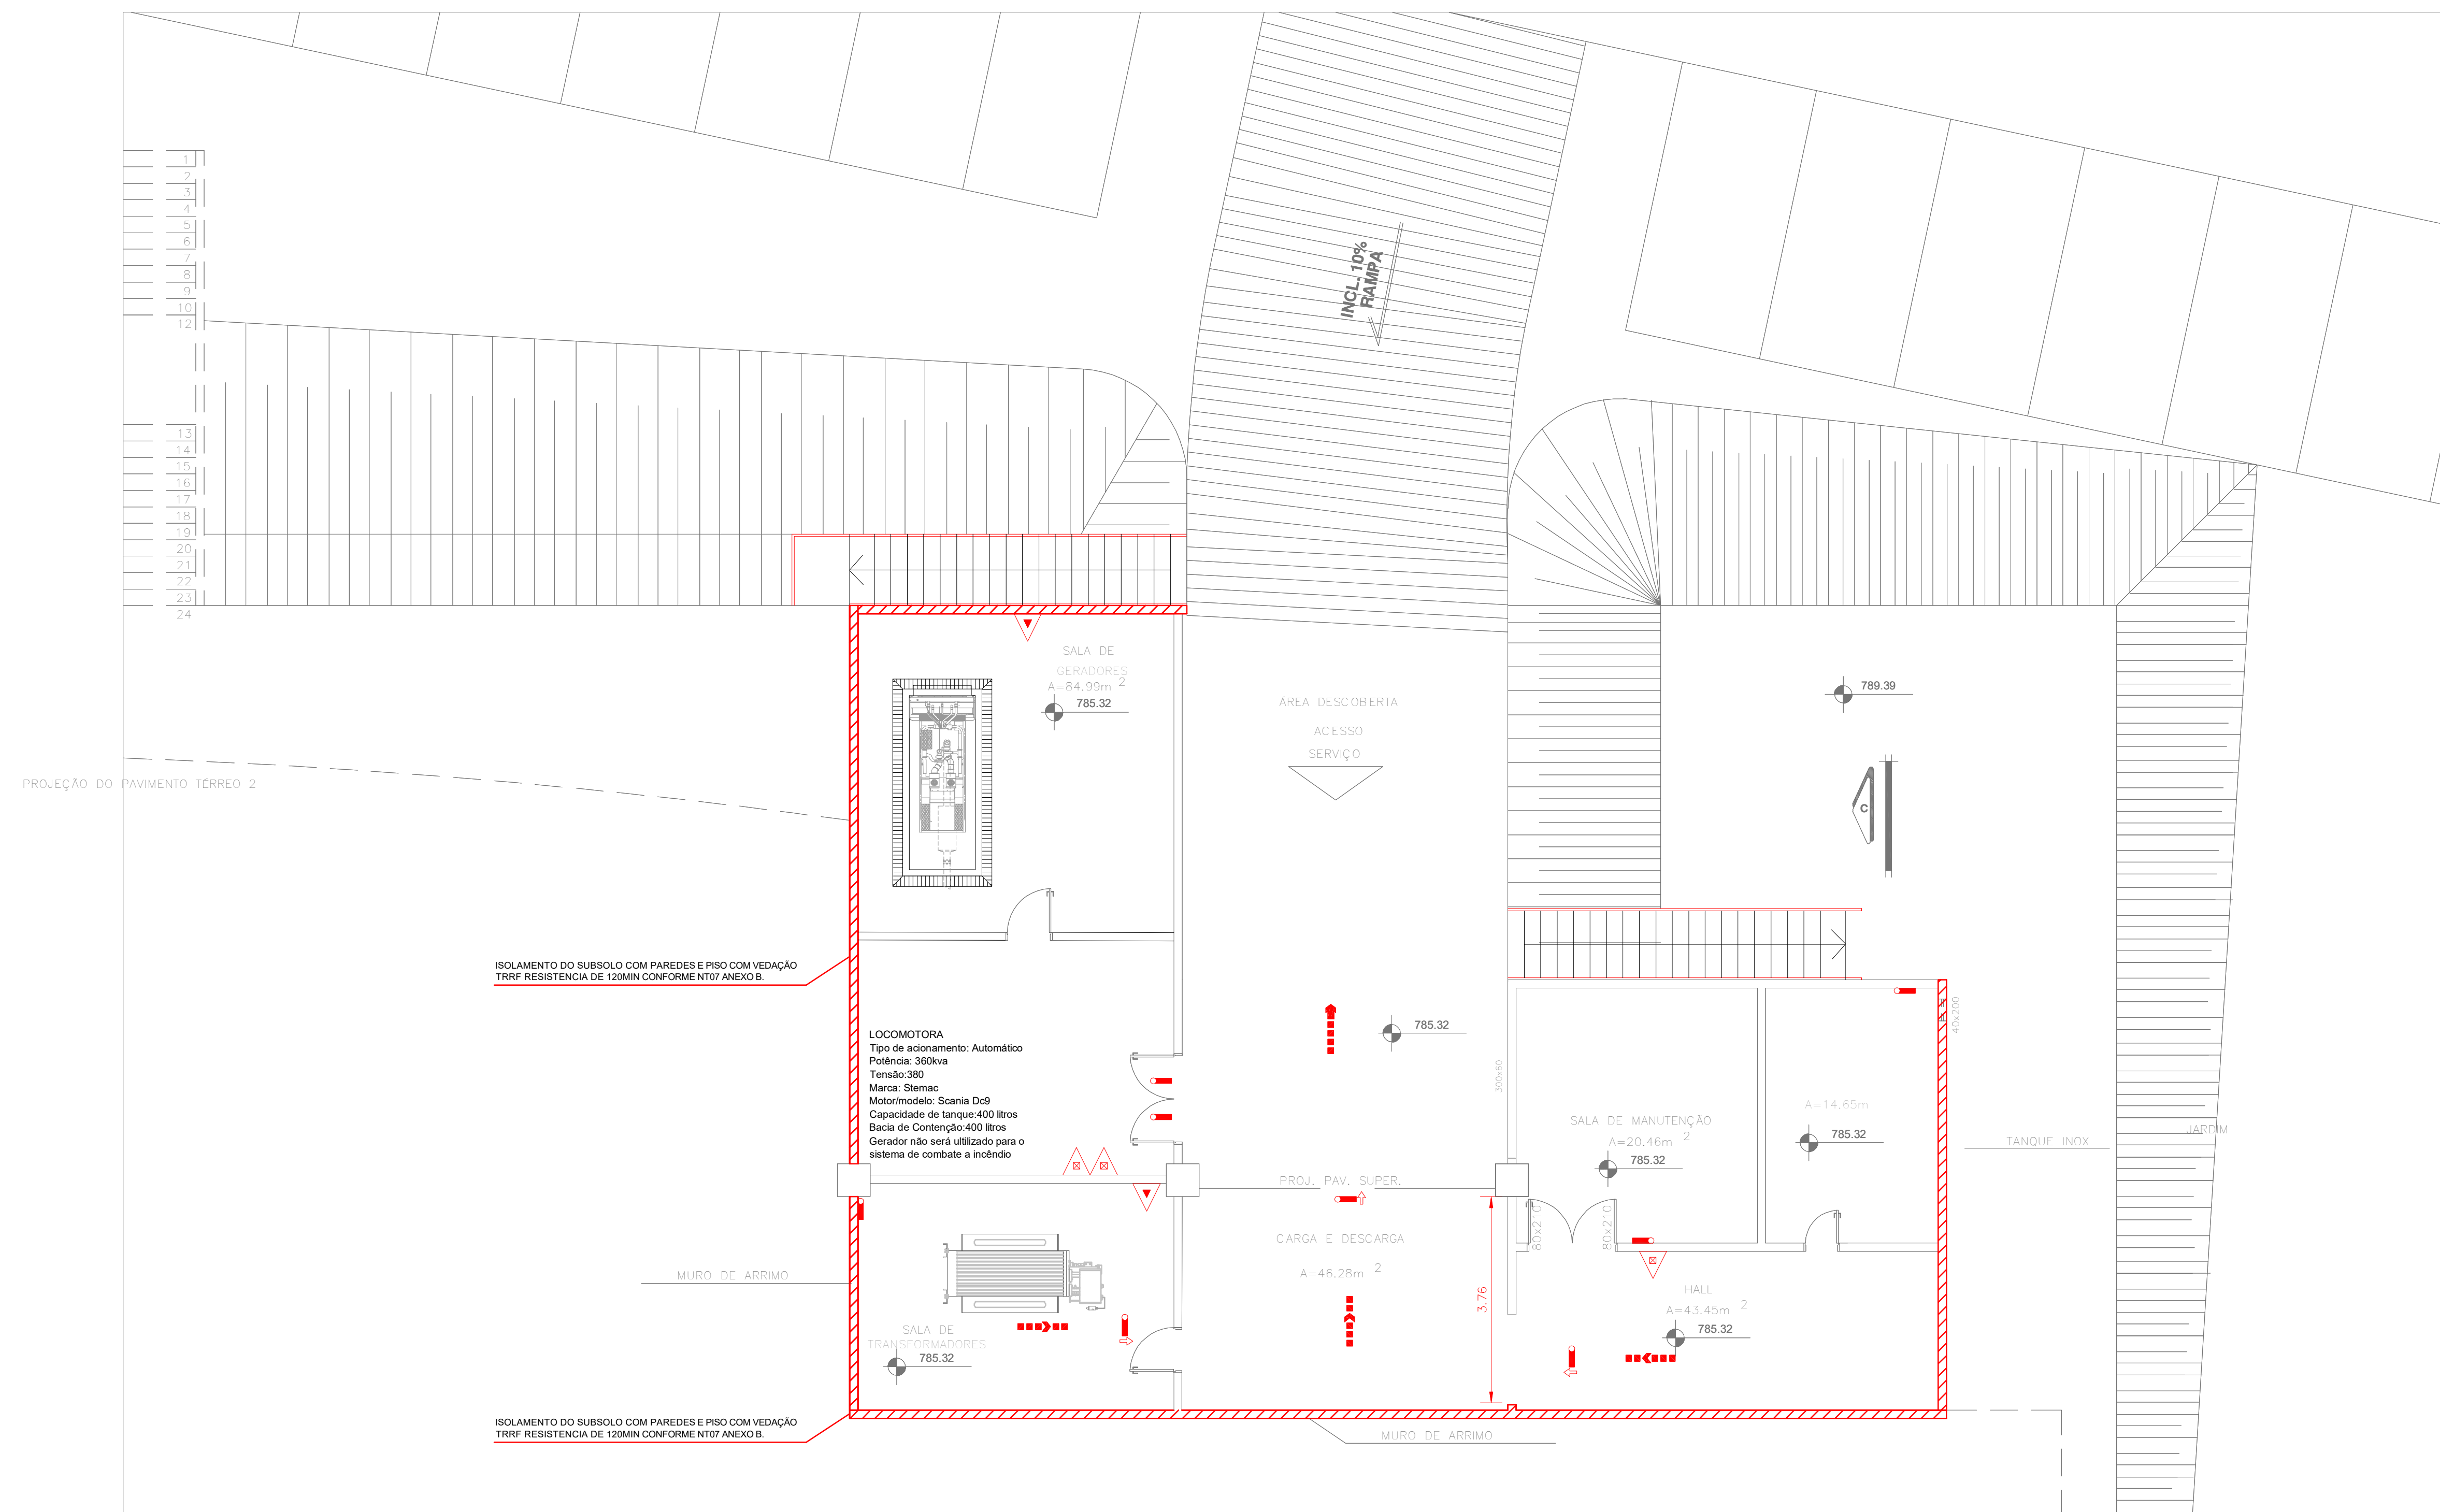 1
2
3
4
5
6
7
8
9
10
12
INCL. 10%
RAMPA
13
14
15
16
17
18
19
20
21
22
23
24
SALA DE
GERADORES
A=84.99m 2
785.32
ÁREA DESCOBERTA
ACESSO
SERVIÇO
789.39
C
PROJEÇÃO DO PAVIMENTO TÉRREO 2
ISOLAMENTO DO SUBSOLO COM PAREDES E PISO COM VEDAÇÃO
TRRF RESISTENCIA DE 120MIN CONFORME NT07 ANEXO B.
LOCOMOTORA
Tipo de acionamento: Automático
Potência: 360kva
Tensão:380
Marca: Stemac
Motor/modelo: Scania Dc9
Capacidade de tanque:400 litros
Bacia de Contenção:400 litros
Gerador não será ultilizado para o
sistema de combate a incêndio
785.32
300x60
40x200
SALA DE MANUTENÇÃO
A=20.46m 2
785.32
A=14.65m
785.32
TANQUE INOX
JARDIM
PROJ. PAV. SUPER.
CARGA E DESCARGA
A=46.28m 2
80x210
80x210
3.76
MURO DE ARRIMO
HALL
A=43.45m 2
785.32
SALA DE
TRANSFORMADORES
785.32
ISOLAMENTO DO SUBSOLO COM PAREDES E PISO COM VEDAÇÃO
TRRF RESISTENCIA DE 120MIN CONFORME NT07 ANEXO B.
MURO DE ARRIMO